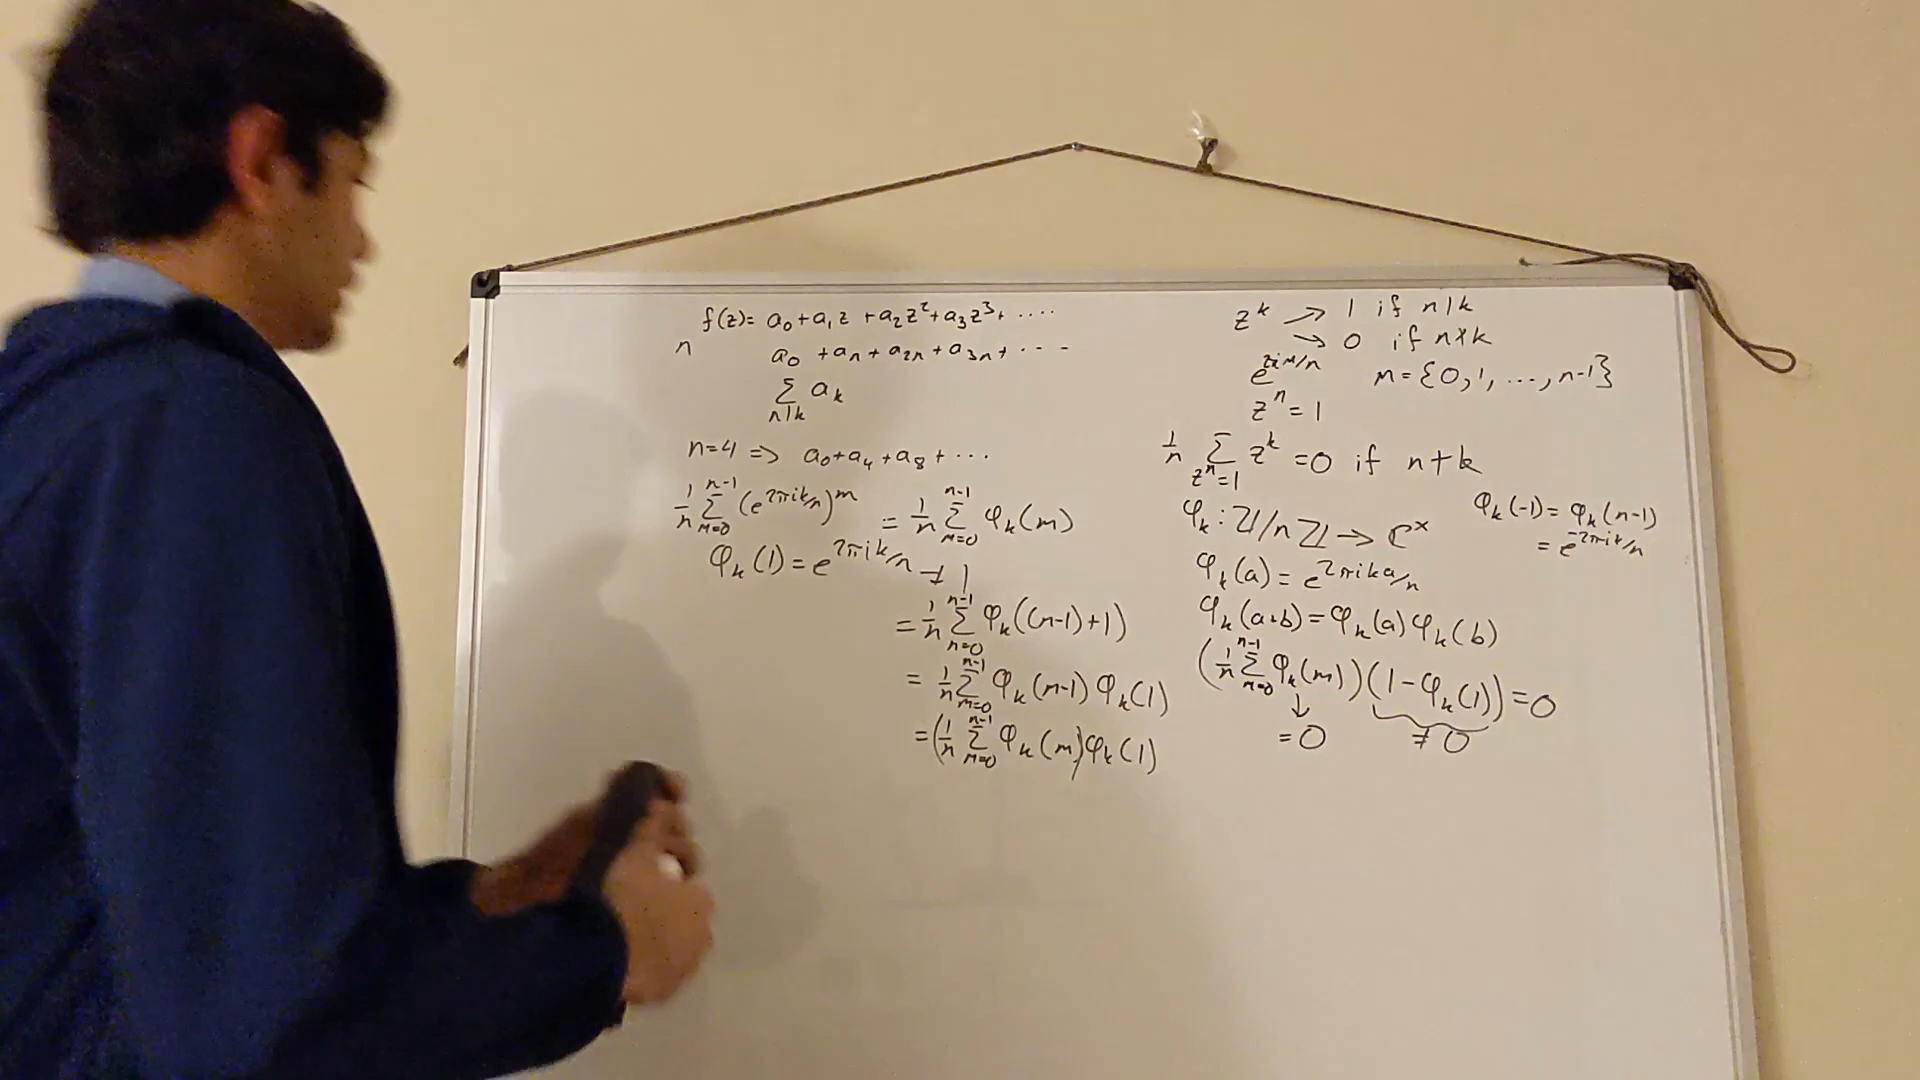 f(z)= a₀+a₁z+a₂z²+a₃z³+ ....
n
a₀+aₙ+a₂ₙ+a₃ₙ+ ...-
∑_{n|k} aₖ
n=4 => a₀+a₄+a₈+...
1/n ∑_{m=0}^{n-1} (e^{2πik/n})^m = 1/n ∑_{m=0}^{n-1} φₖ(m)
φₖ(1)=e^{2πik/n} ≠ 1
= 1/n ∑_{n=0}^{n-1} φₖ((n-1)+1)
= 1/n ∑_{m=0}^{n-1} φₖ(m-1) φₖ(1)
=(1/n ∑_{m=0}^{n-1} φₖ(m))φₖ(1)
z^k ↗ 1 if n|k
↘ 0 if n∤k
e^{2πim/n} m={0,1,...,n-1}
z^n=1
1/n ∑_{z^n=1} z^k =0 if n∤k
φₖ: ℤ/nℤ → ℂ^×
φₖ(a)=e^{2πika/n}
φₖ(a+b)=φₖ(a)φₖ(b)
(1/n ∑_{m=0}^{n-1} φₖ(m))(1-φₖ(1))=0
↓
=0 ≠0
φₖ(-1)=φₖ(n-1)
=e^{-2πik/n}